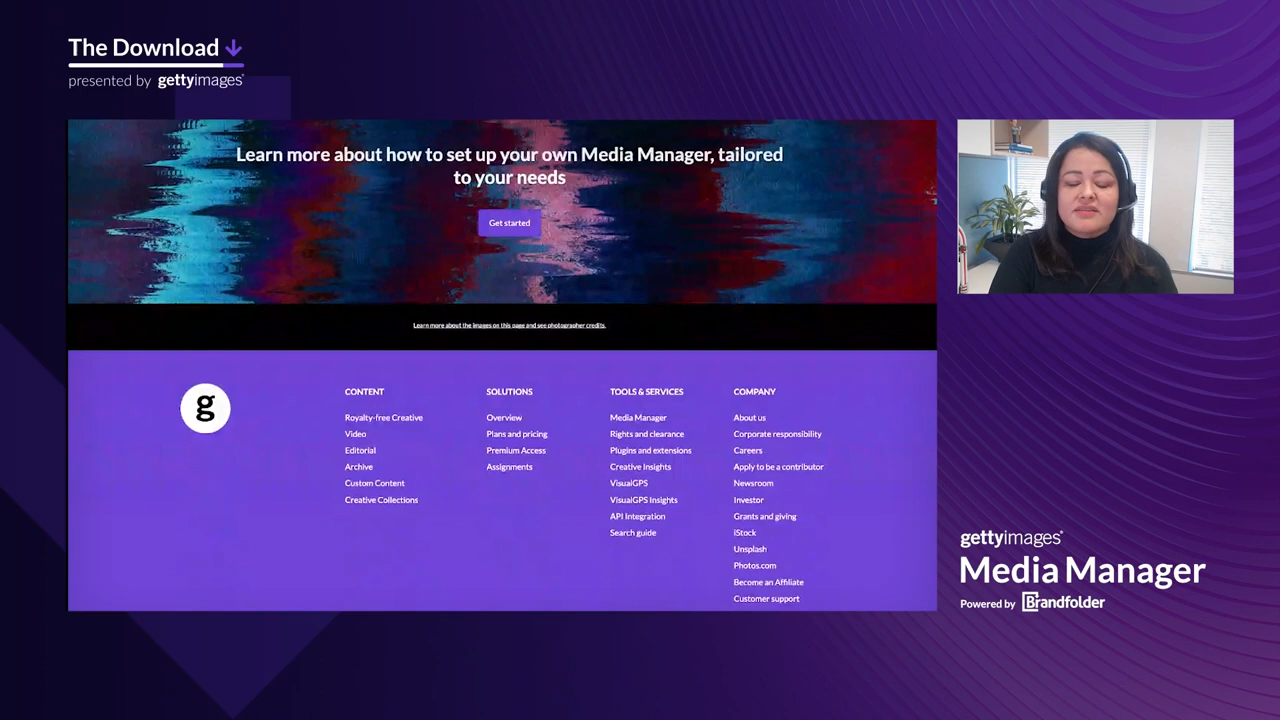 The Download
presented by gettyimages®
Learn more about how to set up your own Media Manager, tailored
to your needs
Get started
Learn more about the images on this page and see photographer credits.
g
CONTENT
Royalty-free Creative
Video
Editorial
Archive
Custom Content
Creative Collections
SOLUTIONS
Overview
Plans and pricing
Premium Access
Assignments
TOOLS & SERVICES
Media Manager
Rights and clearance
Plugins and extensions
Creative Insights
VisualGPS
VisualGPS Insights
API Integration
Search guide
COMPANY
About us
Corporate responsibility
Careers
Apply to be a contributor
Newsroom
Investor
Grants and giving
iStock
Unsplash
Photos.com
Become an Affiliate
Customer support
gettyimages®
Media Manager
Powered by Brandfolder